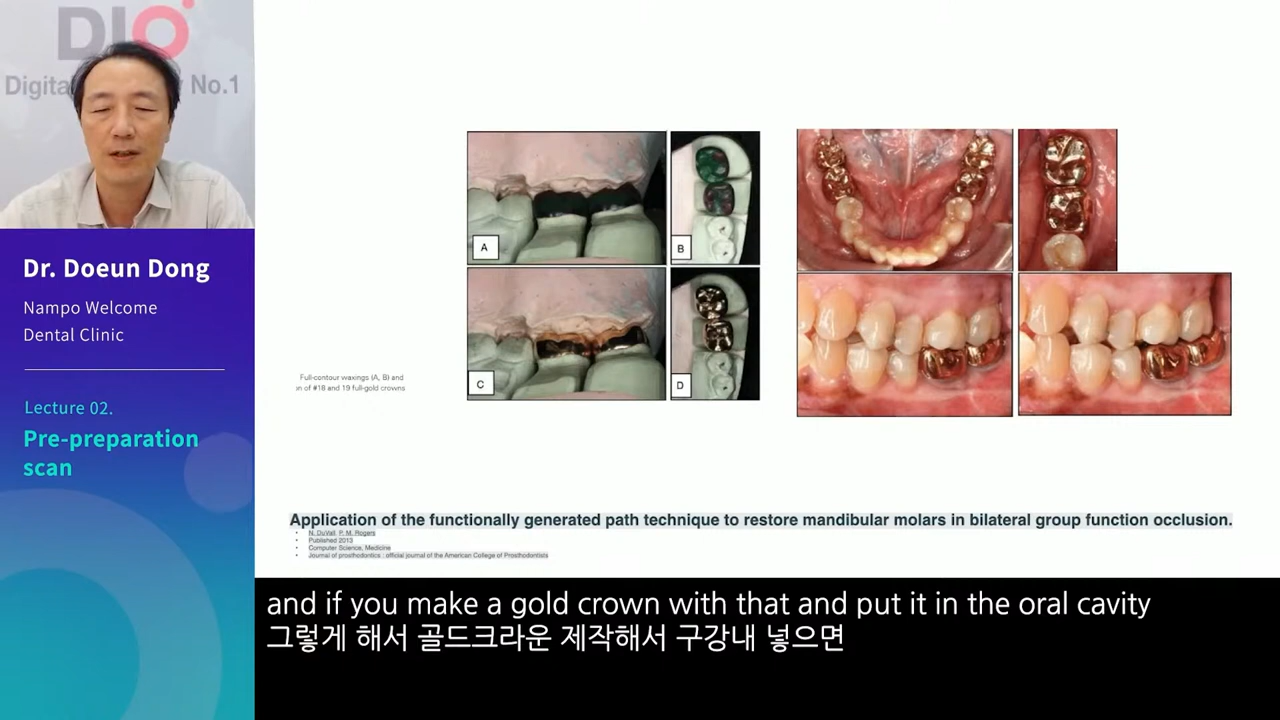 DIO
Digital No.1
Dr. Doeun Dong
Nampo Welcome
Dental Clinic
Lecture 02.
Pre-preparation
scan
A
B
C
D
Full-contour waxings (A, B) and
n of #18 and 19 full-gold crowns
Application of the functionally generated path technique to restore mandibular molars in bilateral group function occlusion.
• N. DuVall, P. M. Rogers
• Published 2013
• Computer Science, Medicine
• Journal of prosthodontics : official journal of the American College of Prosthodontists
and if you make a gold crown with that and put it in the oral cavity
그렇게 해서 골드크라운 제작해서 구강내 넣으면